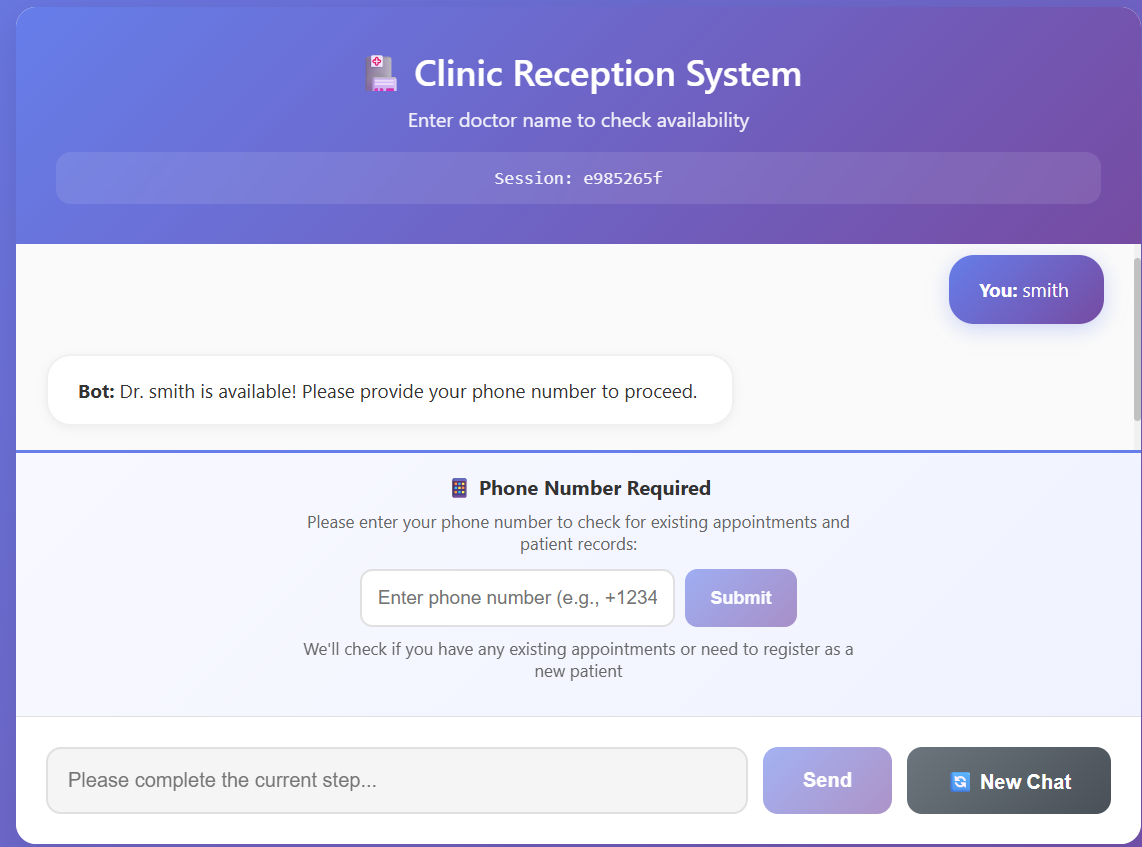 Clinic Reception System
Enter doctor name to check availability
Session: e985265f
You: smith
Bot: Dr. smith is available! Please provide your phone number to proceed.
Phone Number Required
Please enter your phone number to check for existing appointments and
patient records:
Enter phone number (e.g., +1234
Submit
We'll check if you have any existing appointments or need to register as a
new patient
Please complete the current step...
Send
New Chat